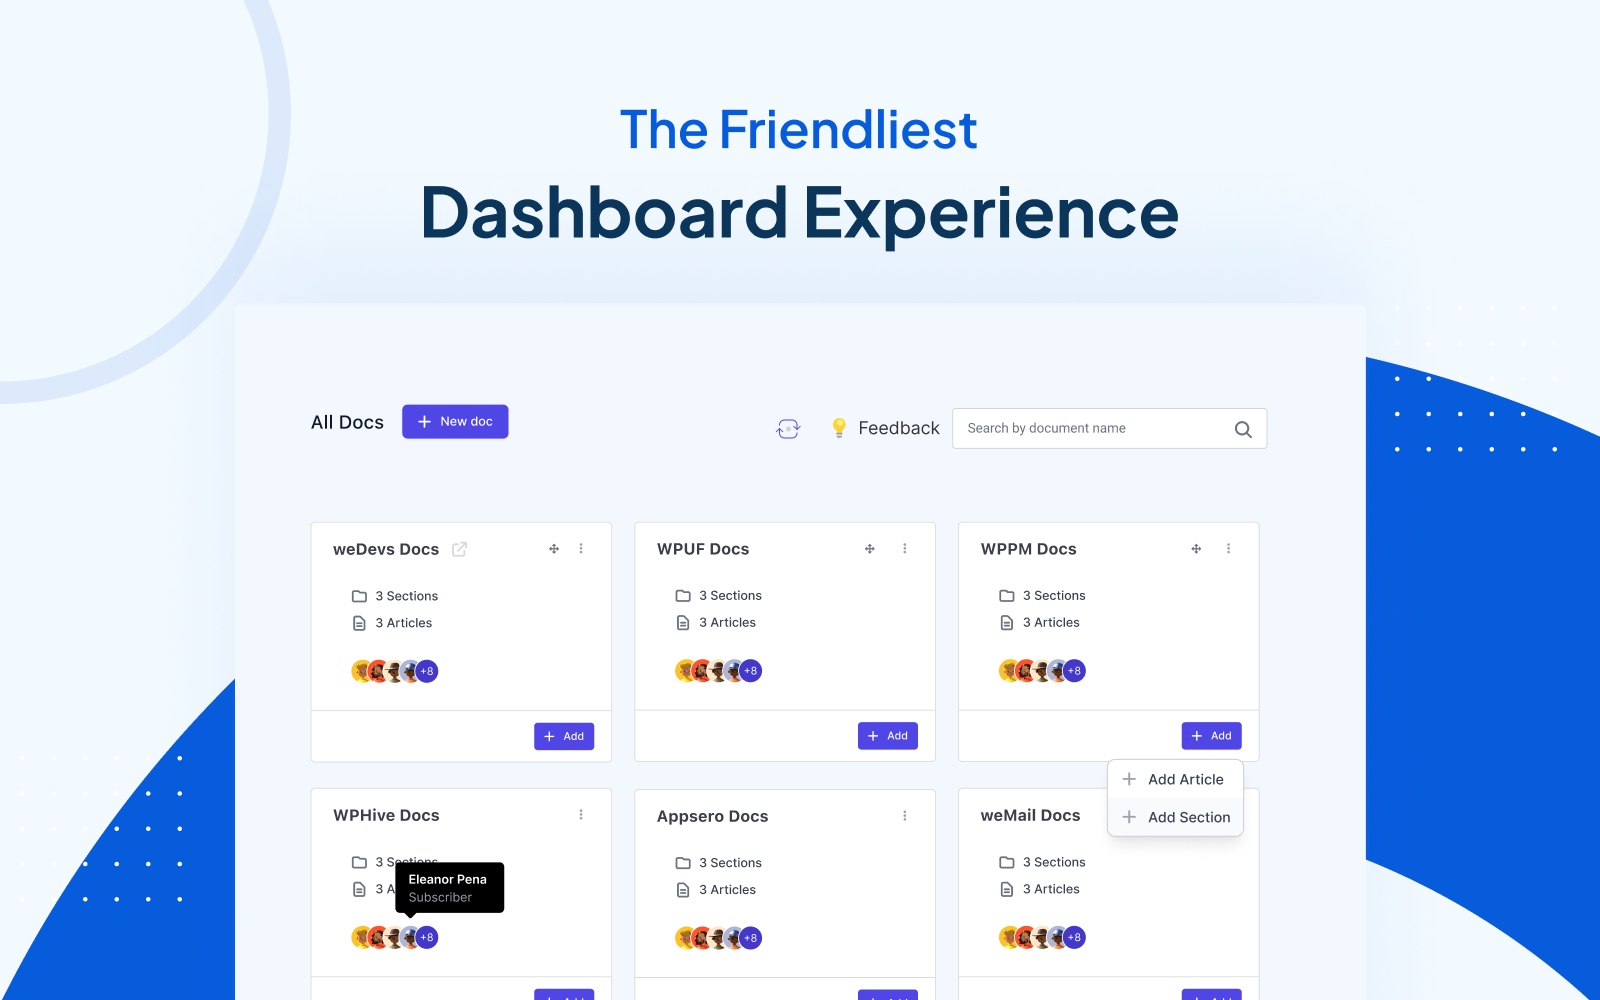 The Friendliest
Dashboard Experience
All Docs
New doc
Feedback
Search by document name
weDevs Docs
3 Sections
3 Articles
+8
Add
WPUF Docs
3 Sections
3 Articles
+8
Add
WPPM Docs
3 Sections
3 Articles
+8
Add
Add Article
Add Section
WPHive Docs
3 Sections
3 A
Eleanor Pena
Subscriber
+8
Add
Appsero Docs
3 Sections
3 Articles
+8
Add
weMail Docs
3 Sections
3 Articles
+8
Add